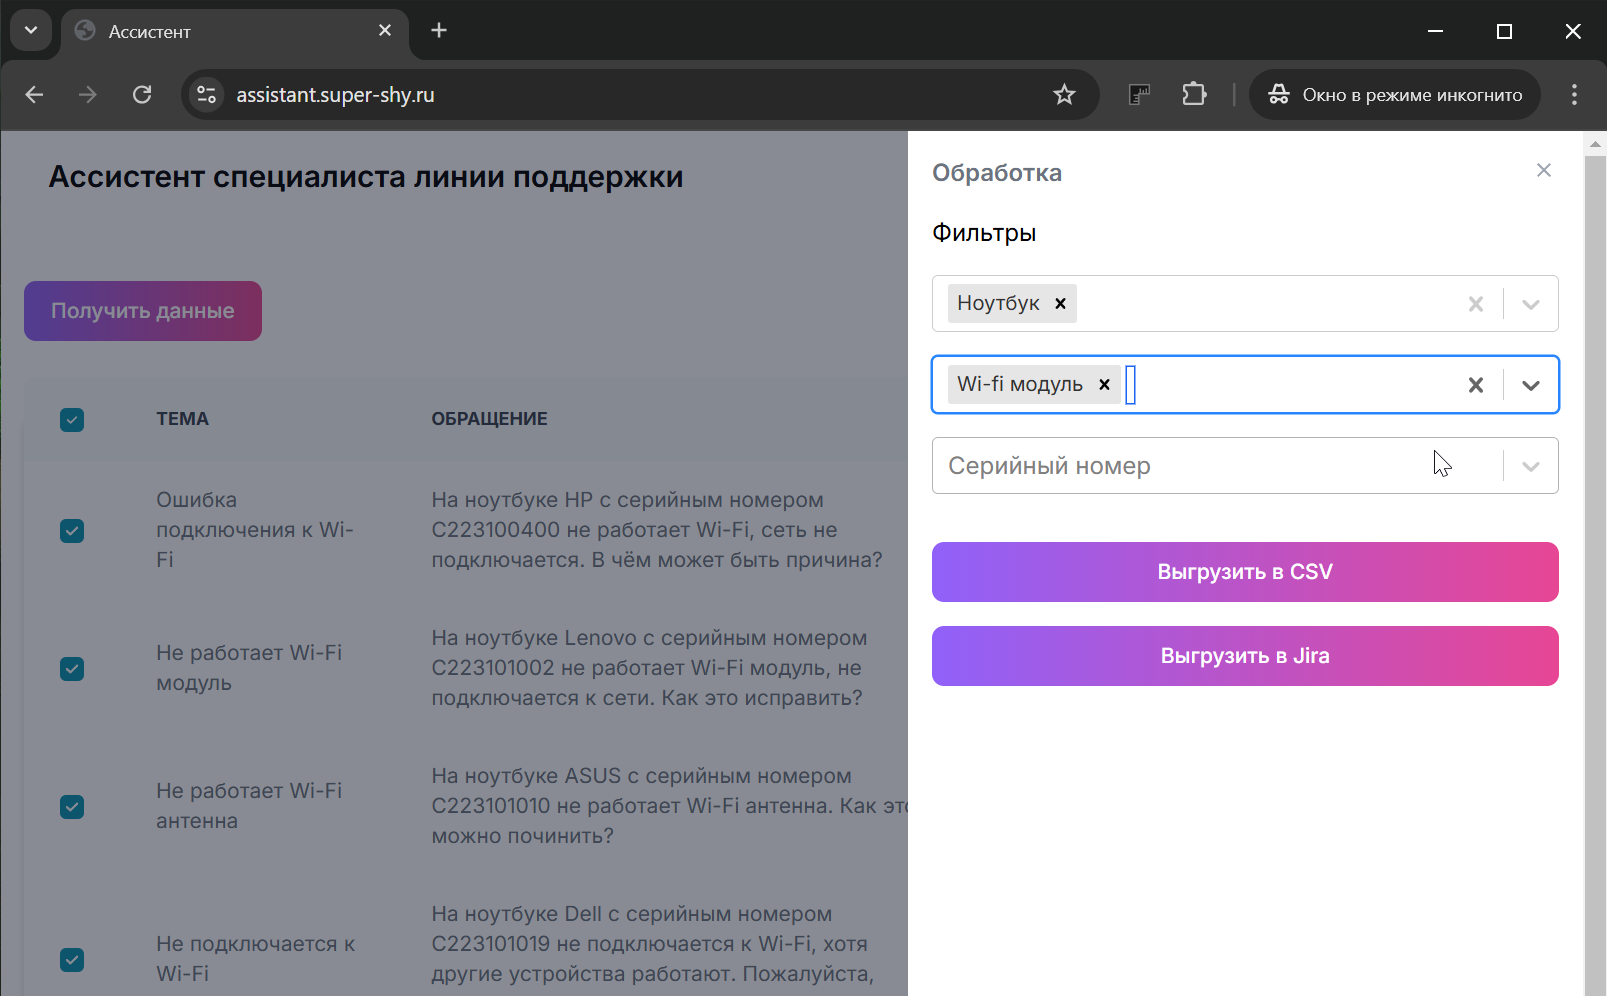 Ассистент
assistant.super-shy.ru
Окно в режиме инкогнито
Ассистент специалиста линии поддержки
Получить данные
ТЕМА
ОБРАЩЕНИЕ
Ошибка
подключения к Wi-
Fi
На ноутбуке HP с серийным номером
C223100400 не работает Wi-Fi, сеть не
подключается. В чём может быть причина?
Не работает Wi-Fi
модуль
На ноутбуке Lenovo с серийным номером
C223101002 не работает Wi-Fi модуль, не
подключается к сети. Как это исправить?
Не работает Wi-Fi
антенна
На ноутбуке ASUS с серийным номером
C223101010 не работает Wi-Fi антенна. Как это
можно починить?
Не подключается к
Wi-Fi
На ноутбуке Dell с серийным номером
C223101019 не подключается к Wi-Fi, хотя
другие устройства работают. Пожалуйста,
Обработка
Фильтры
Ноутбук
Wi-fi модуль
Серийный номер
Выгрузить в CSV
Выгрузить в Jira